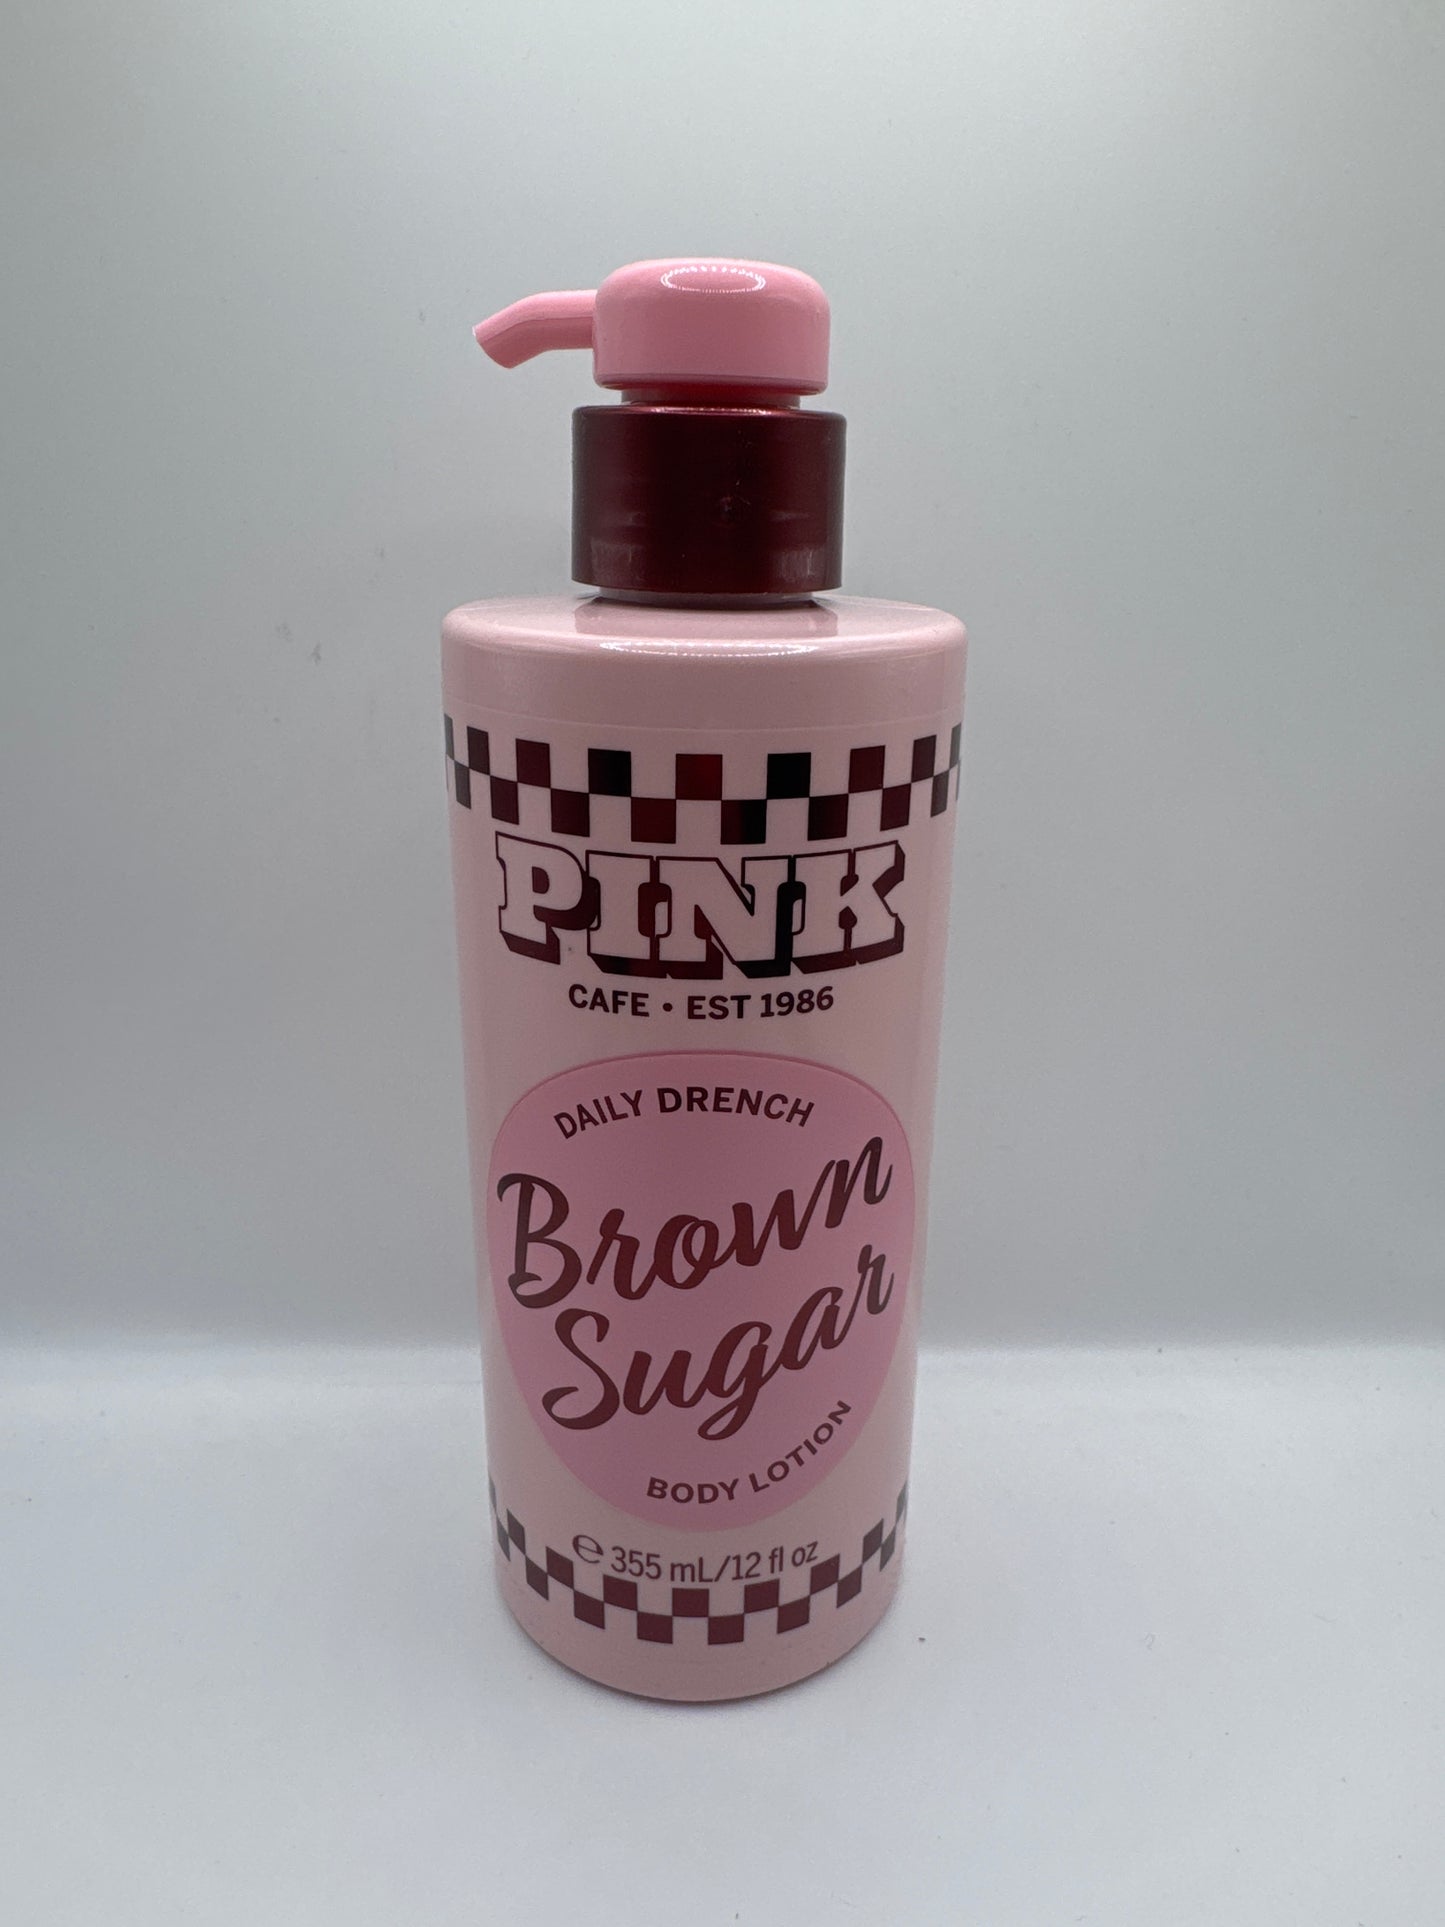 PINK
CAFE • EST 1986
DAILY DRENCH
Brown
Sugar
BODY LOTION
℮ 355 mL/12 fl oz